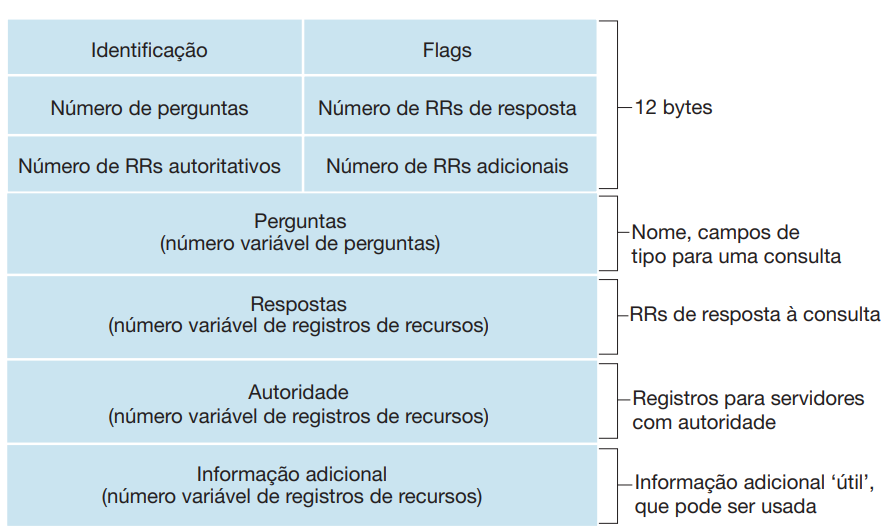 Identificação
Flags
12 bytes
Número de perguntas
Número de RRs de resposta
Número de RRs autoritativos
Número de RRs adicionais
Perguntas
(número variável de perguntas)
Nome, campos de
tipo para uma consulta
Respostas
(número variável de registros de recursos)
RRs de resposta à consulta
Autoridade
(número variável de registros de recursos)
Registros para servidores
com autoridade
Informação adicional
(número variável de registros de recursos)
Informação adicional ‘útil’,
que pode ser usada